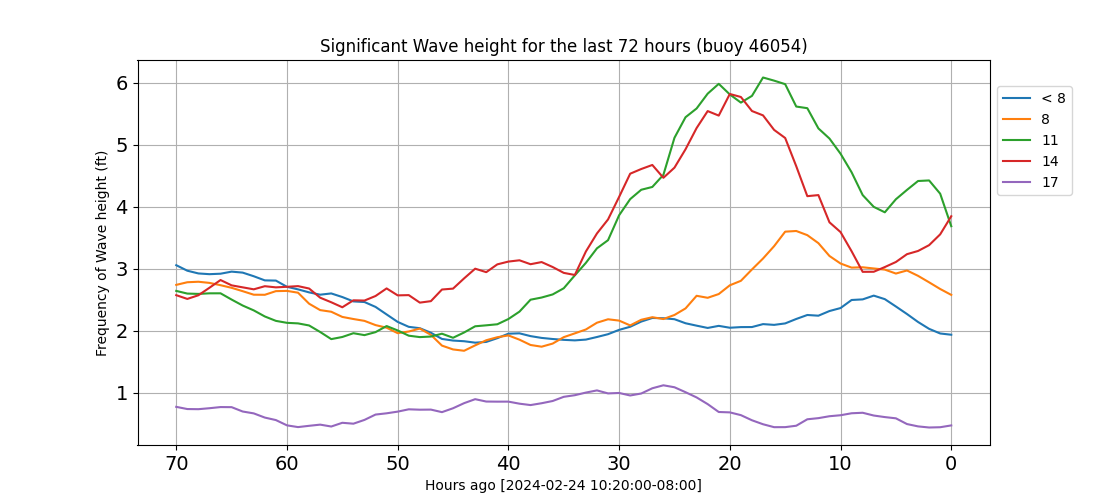 Significant Wave height for the last 72 hours (buoy 46054)
Frequency of Wave height (ft)
6
5
4
3
2
1
70 60 50 40 30 20 10 0
Hours ago [2024-02-24 10:20:00-08:00]
< 8
8
11
14
17